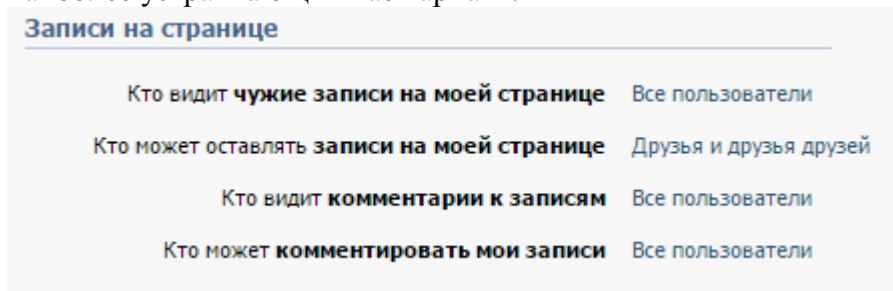 Записи на странице
Кто видит чужие записи на моей странице Все пользователи
Кто может оставлять записи на моей странице Друзья и друзья друзей
Кто видит комментарии к записям Все пользователи
Кто может комментировать мои записи Все пользователи